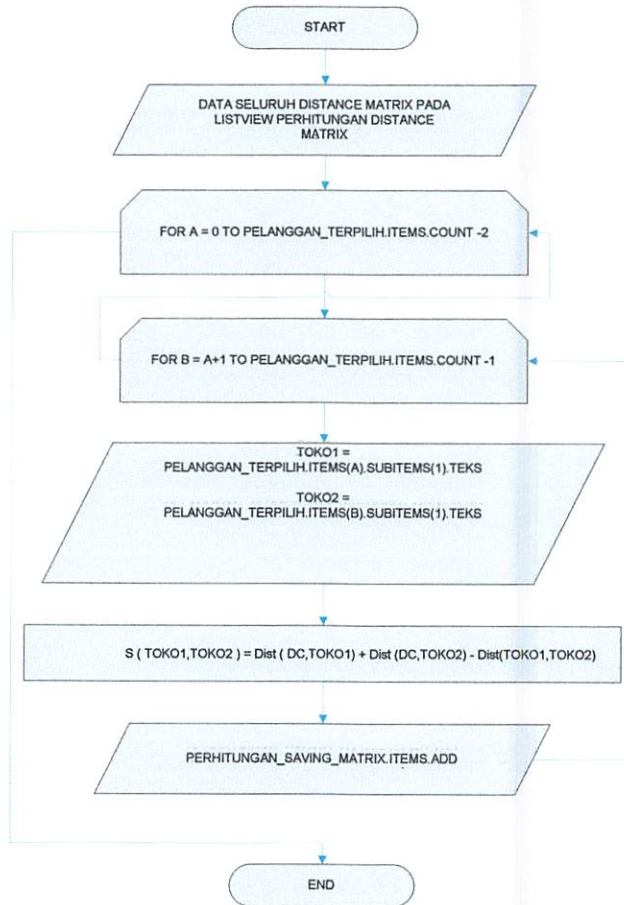 START
DATA SELURUH DISTANCE MATRIX PADA
LISTVIEW PERHITUNGAN DISTANCE
MATRIX
FOR A = 0 TO PELANGGAN_TERPILIH.ITEMS.COUNT -2
FOR B = A+1 TO PELANGGAN_TERPILIH.ITEMS.COUNT -1
TOKO1 =
PELANGGAN_TERPILIH.ITEMS(A).SUBITEMS(1).TEKS
TOKO2 =
PELANGGAN_TERPILIH.ITEMS(B).SUBITEMS(1).TEKS
S ( TOKO1,TOKO2 ) = Dist ( DC,TOKO1) + Dist (DC,TOKO2) - Dist(TOKO1,TOKO2)
PERHITUNGAN_SAVING_MATRIX.ITEMS.ADD
END